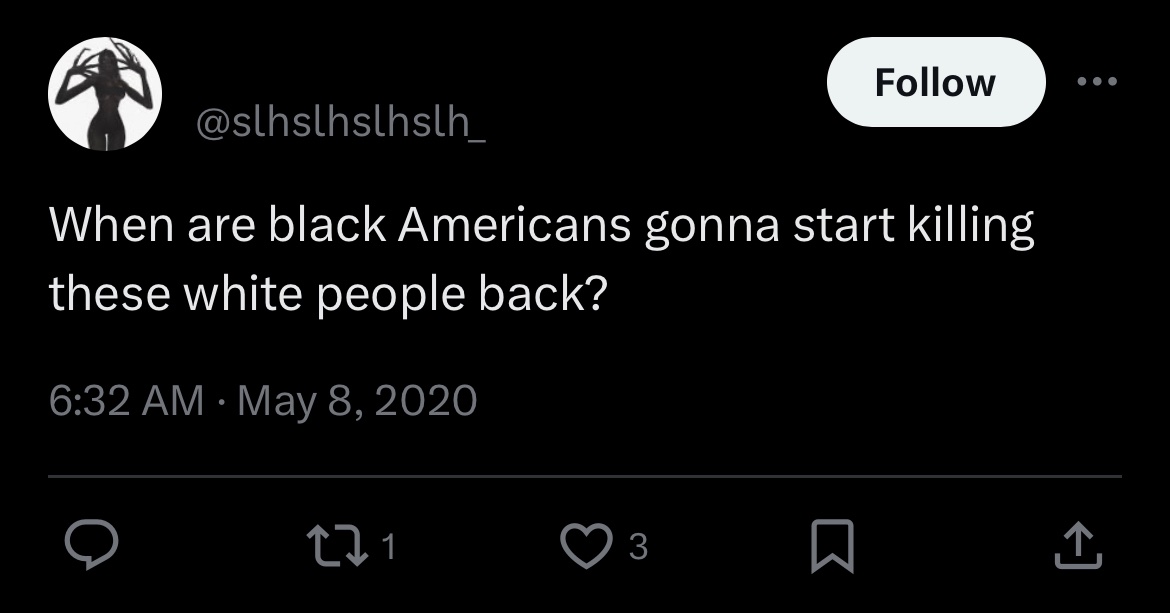 @slhslhslhslh_
Follow
When are black Americans gonna start killing
these white people back?
6:32 AM · May 8, 2020
1
3